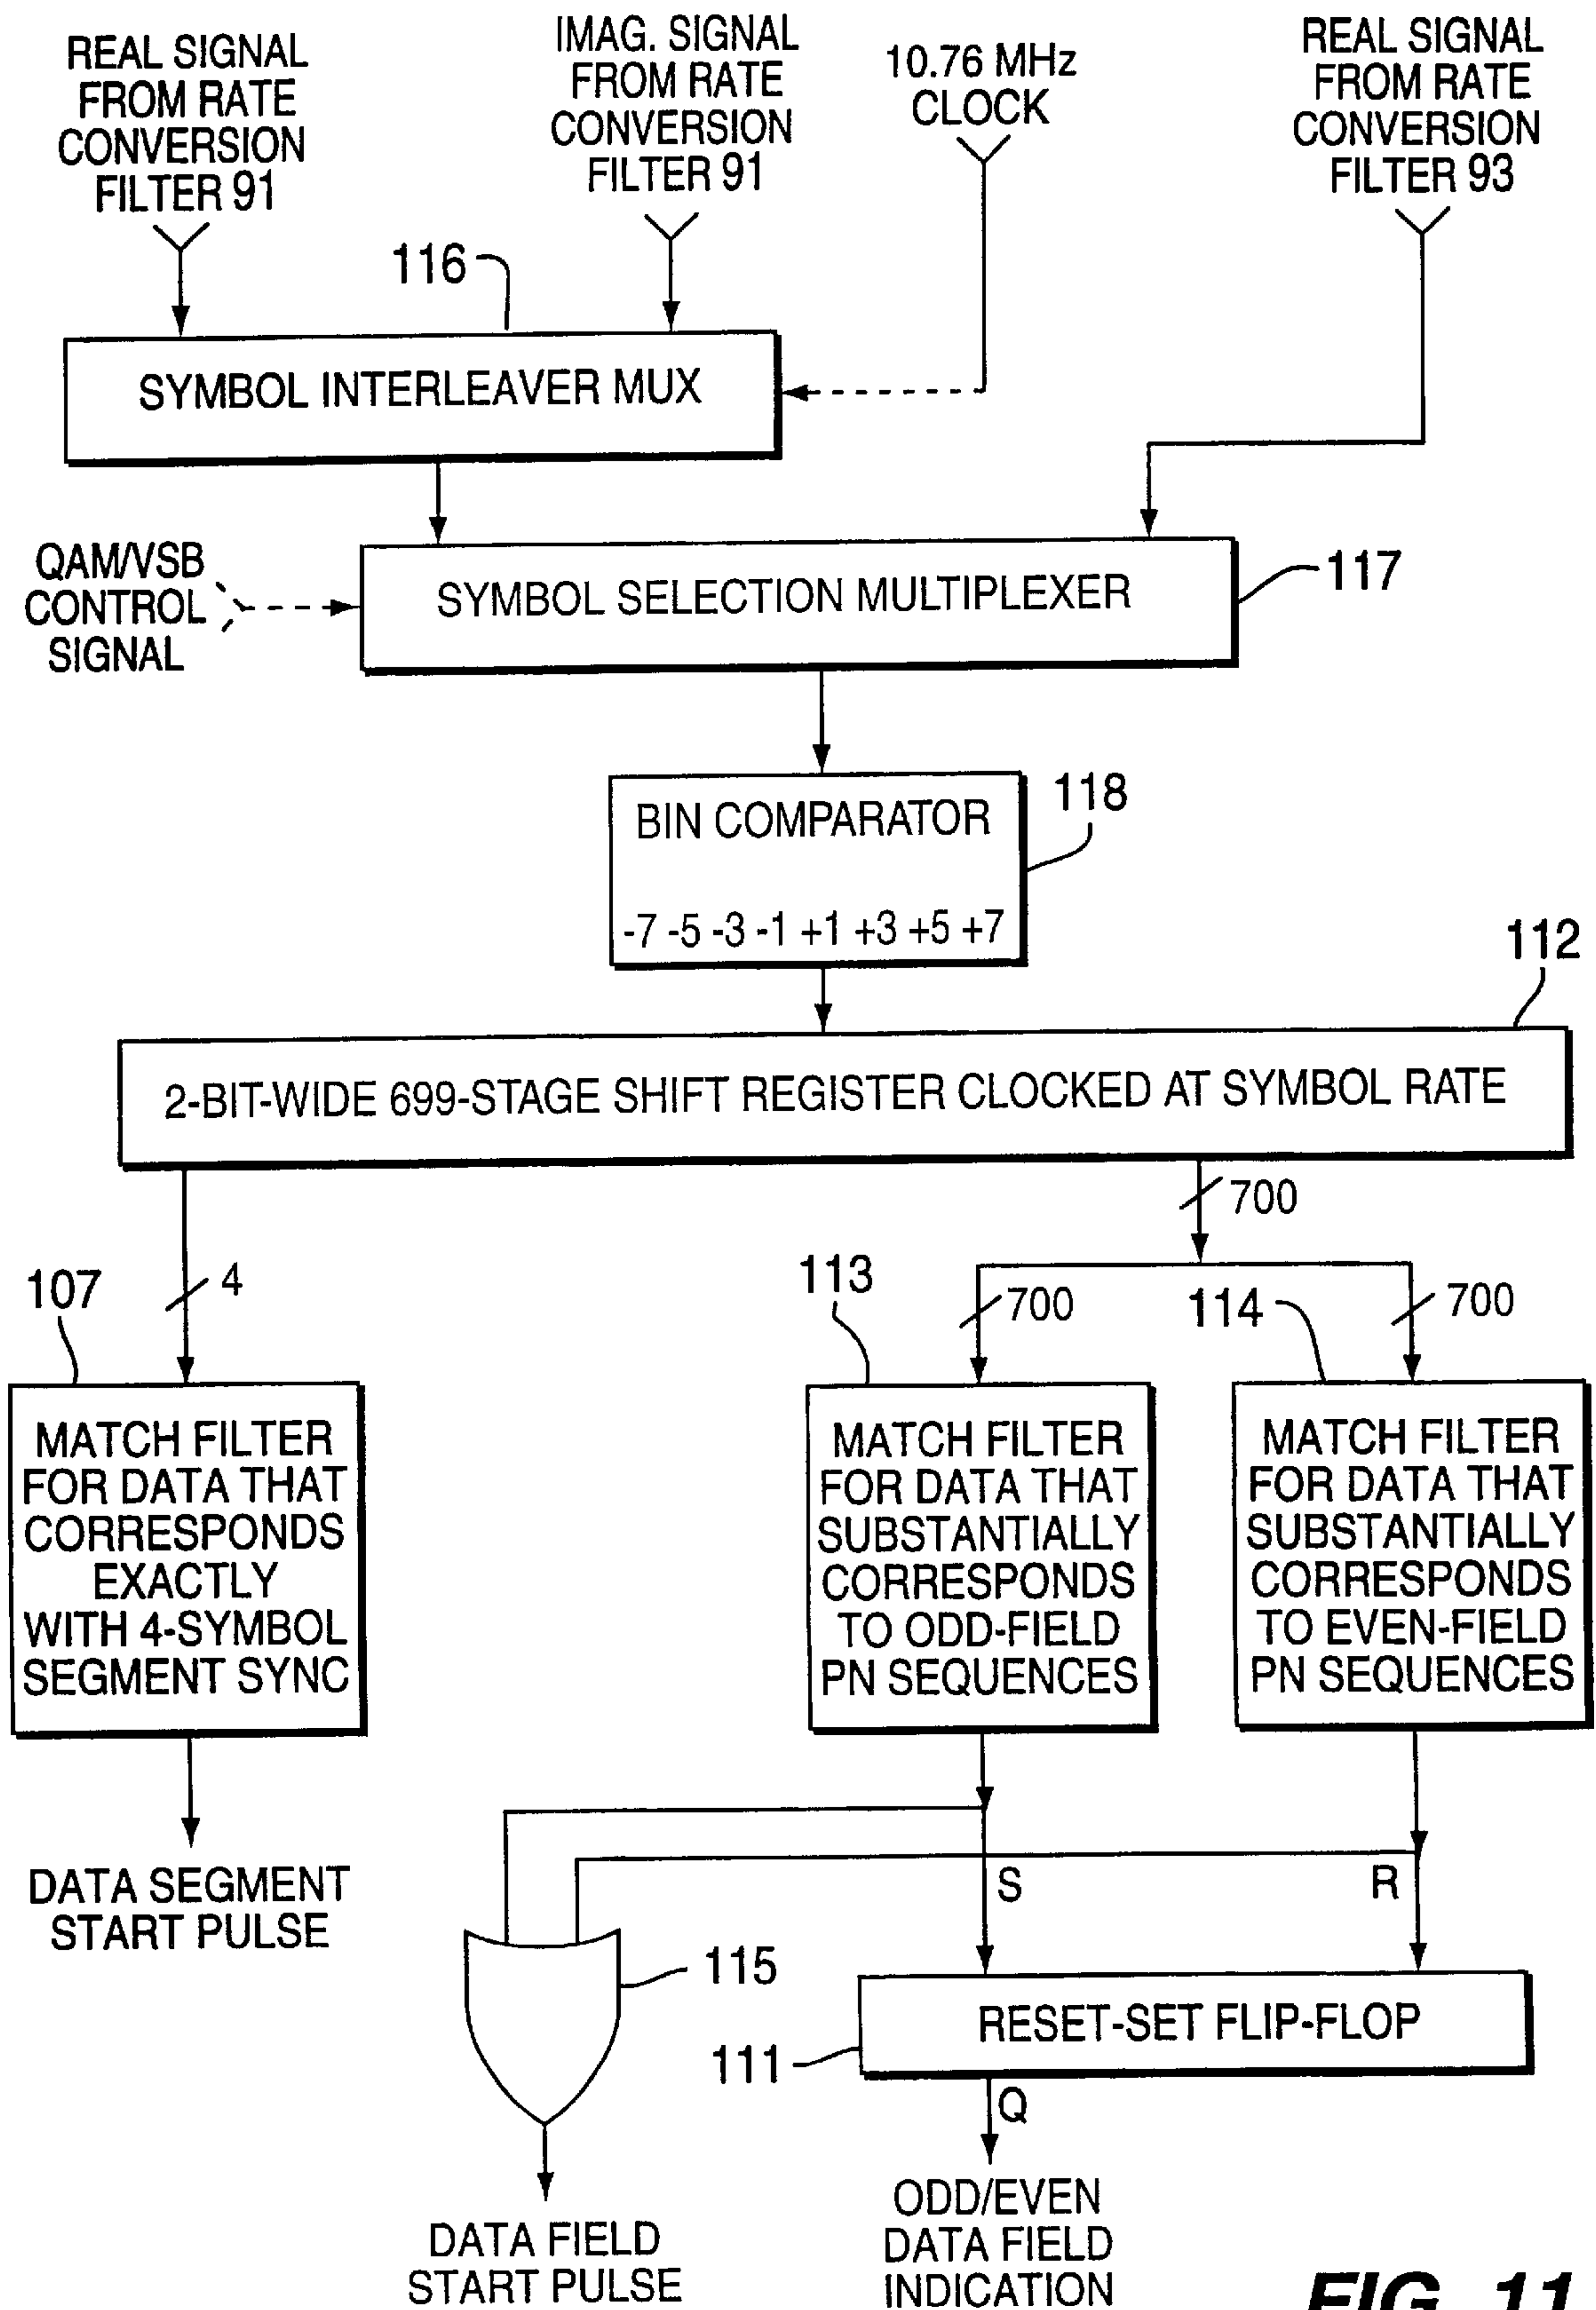 REAL SIGNAL
FROM RATE
CONVERSION
FILTER 91
IMAG. SIGNAL
FROM RATE
CONVERSION
FILTER 91
10.76 MHz
CLOCK
REAL SIGNAL
FROM RATE
CONVERSION
FILTER 93
116
SYMBOL INTERLEAVER MUX
QAM/VSB
CONTROL
SIGNAL
SYMBOL SELECTION MULTIPLEXER
117
BIN COMPARATOR
-7 -5 -3 -1 +1 +3 +5 +7
118
112
2-BIT-WIDE 699-STAGE SHIFT REGISTER CLOCKED AT SYMBOL RATE
700
4
107
113
700
114
700
MATCH FILTER
FOR DATA THAT
CORRESPONDS
EXACTLY
WITH 4-SYMBOL
SEGMENT SYNC
MATCH FILTER
FOR DATA THAT
SUBSTANTIALLY
CORRESPONDS
TO ODD-FIELD
PN SEQUENCES
MATCH FILTER
FOR DATA THAT
SUBSTANTIALLY
CORRESPONDS
TO EVEN-FIELD
PN SEQUENCES
DATA SEGMENT
START PULSE
S
R
115
RESET-SET FLIP-FLOP
111
Q
DATA FIELD
START PULSE
ODD/EVEN
DATA FIELD
INDICATION
FIG. 11